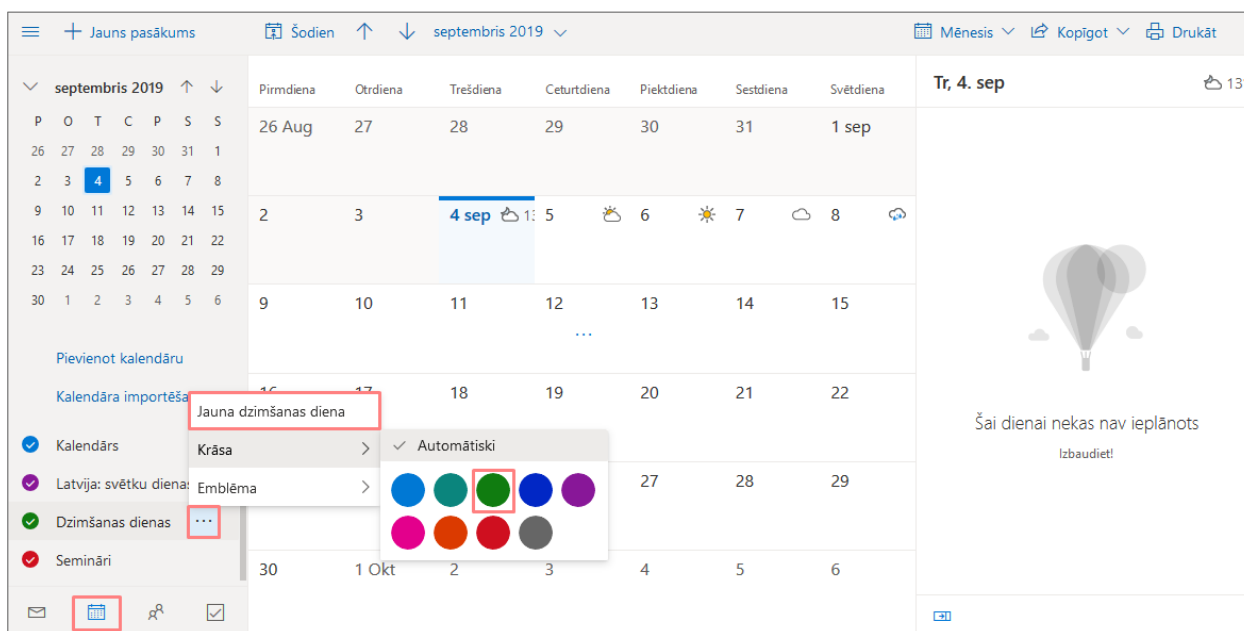 Jauns pasākums Šodien septembris 2019 Mēnesis Kopīgot Drukāt
septembris 2019
P O T C P S S
26 27 28 29 30 31 1
2 3 4 5 6 7 8
9 10 11 12 13 14 15
16 17 18 19 20 21 22
23 24 25 26 27 28 29
30 1 2 3 4 5 6
Pievienot kalendāru
Kalendāra
Kalendārs
Latvija: svētku
Dzimšanas dienas ...
Semināri
Jauna dzimšanas diena
Krāsa
Emblēma
Automātiski
Pirmdiena Otrdiena Trešdiena Ceturtdiena Piektdiena Sestdiena Svētdiena
26 Aug 27 28 29 30 31 1 sep
2 3 4 sep 5 6 7 8
9 10 11 12 13 14 15
...
18 19 20 21 22
27 28 29
30 1 Okt 2 3 4 5 6
Tr, 4. sep
Šai dienai nekas nav ieplānots
Izbaudiet!